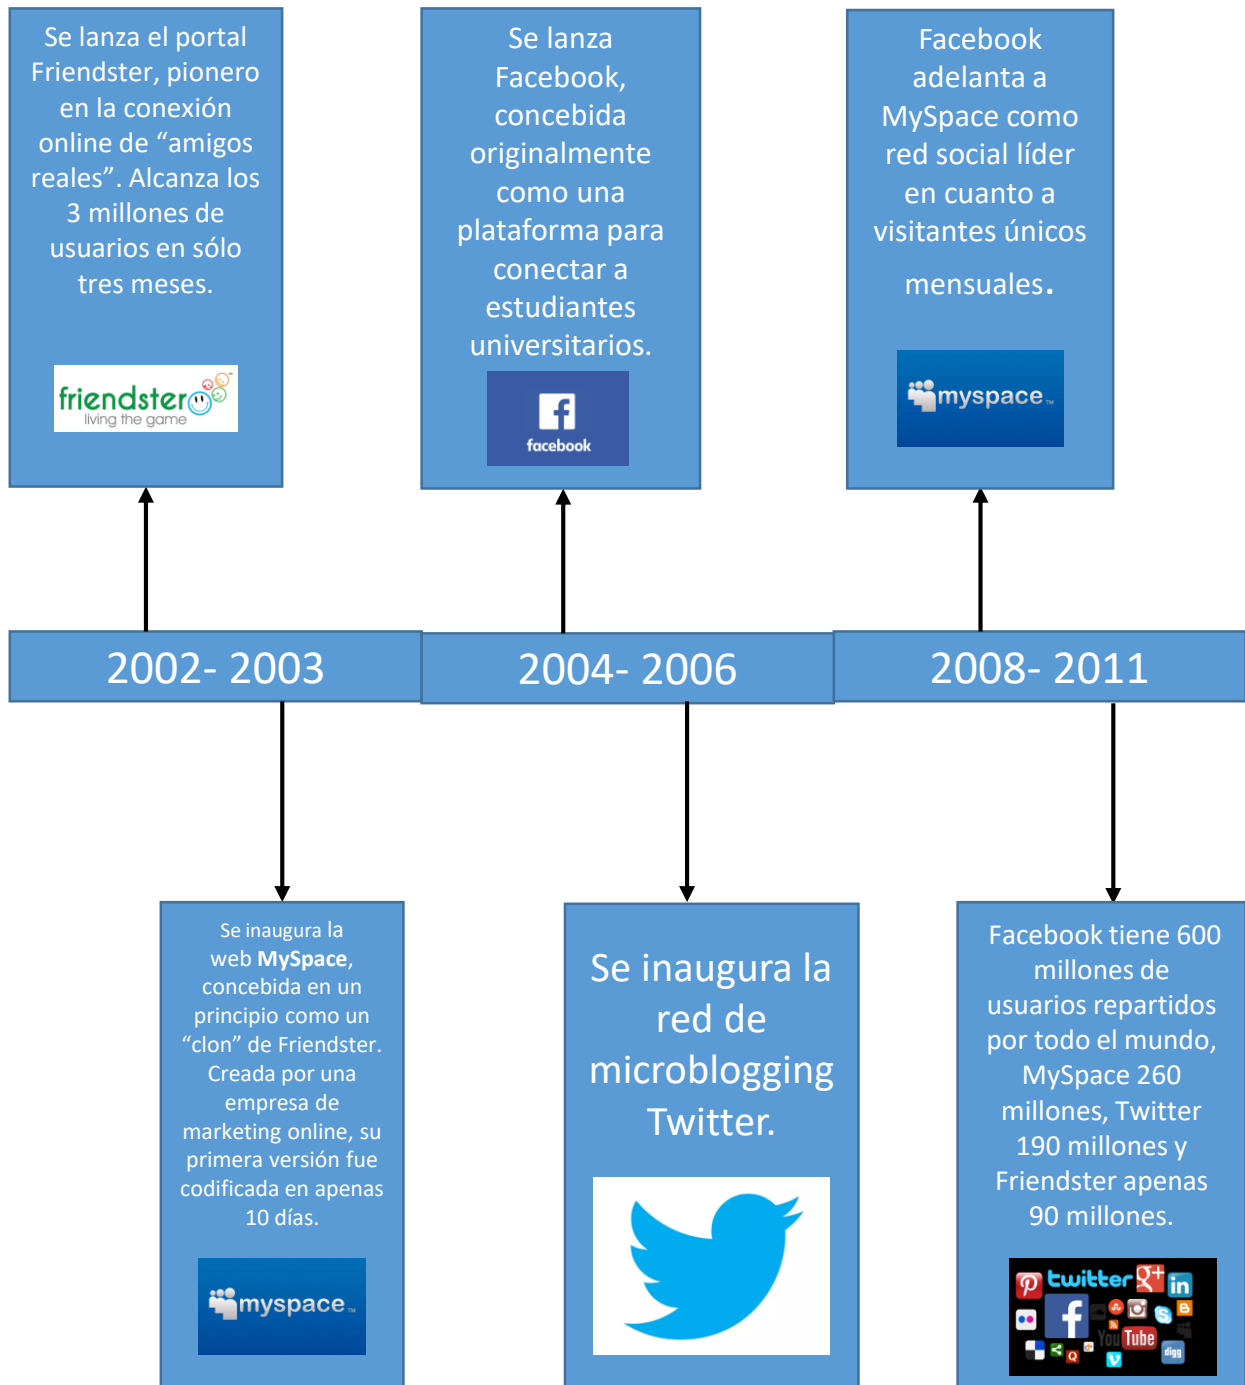 Se lanza el portal
Friendster, pionero
en la conexión
online de “amigos
reales”. Alcanza los
3 millones de
usuarios en sólo
tres meses.
friendster
living the game
Se lanza
Facebook,
concebida
originalmente
como una
plataforma para
conectar a
estudiantes
universitarios.
f
facebook
Facebook
adelanta a
MySpace como
red social líder
en cuanto a
visitantes únicos
mensuales.
myspace
2002- 2003
2004- 2006
2008- 2011
Se inaugura la
web MySpace,
concebida en un
principio como un
“clon” de Friendster.
Creada por una
empresa de
marketing online, su
primera versión fue
codificada en apenas
10 días.
myspace
Se inaugura la
red de
microblogging
Twitter.
Facebook tiene 600
millones de
usuarios repartidos
por todo el mundo,
MySpace 260
millones, Twitter
190 millones y
Friendster apenas
90 millones.
twitter g+ in
f
You Tube
digg